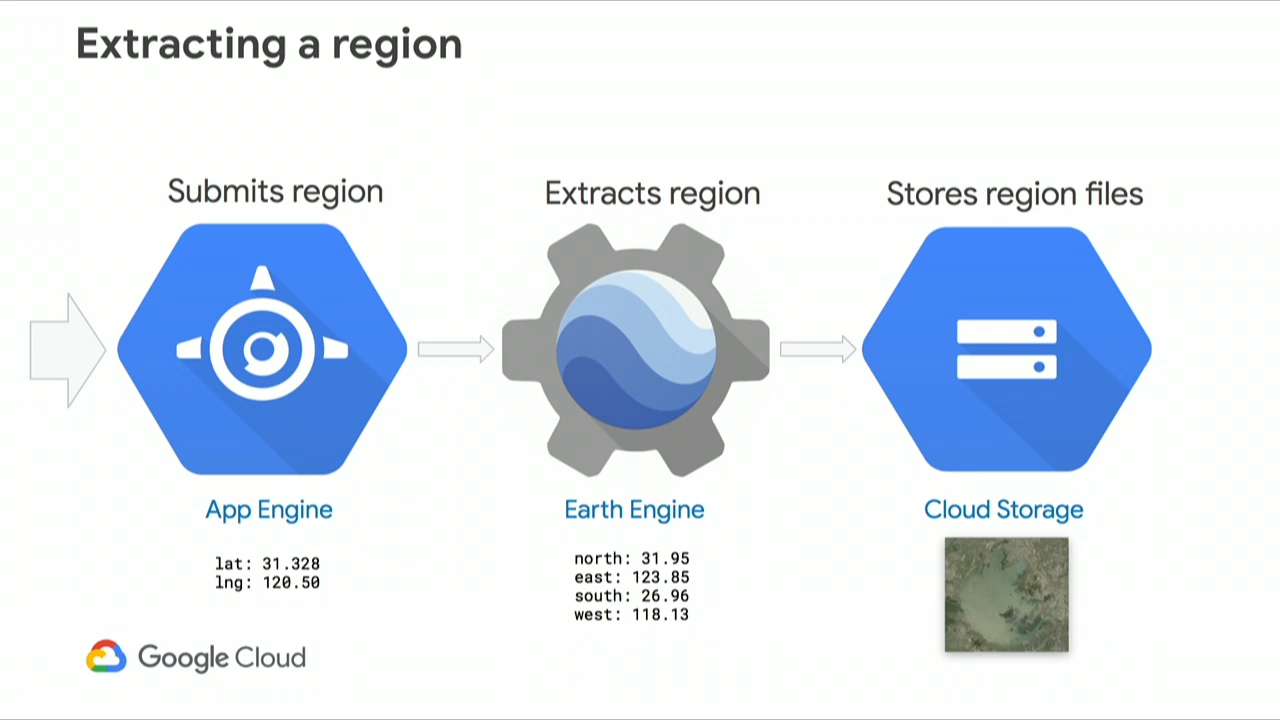 Extracting a region
Submits region
Extracts region
Stores region files
App Engine
Earth Engine
Cloud Storage
lat: 31.328
lng: 120.50
north: 31.95
east: 123.85
south: 26.96
west: 118.13
Google Cloud